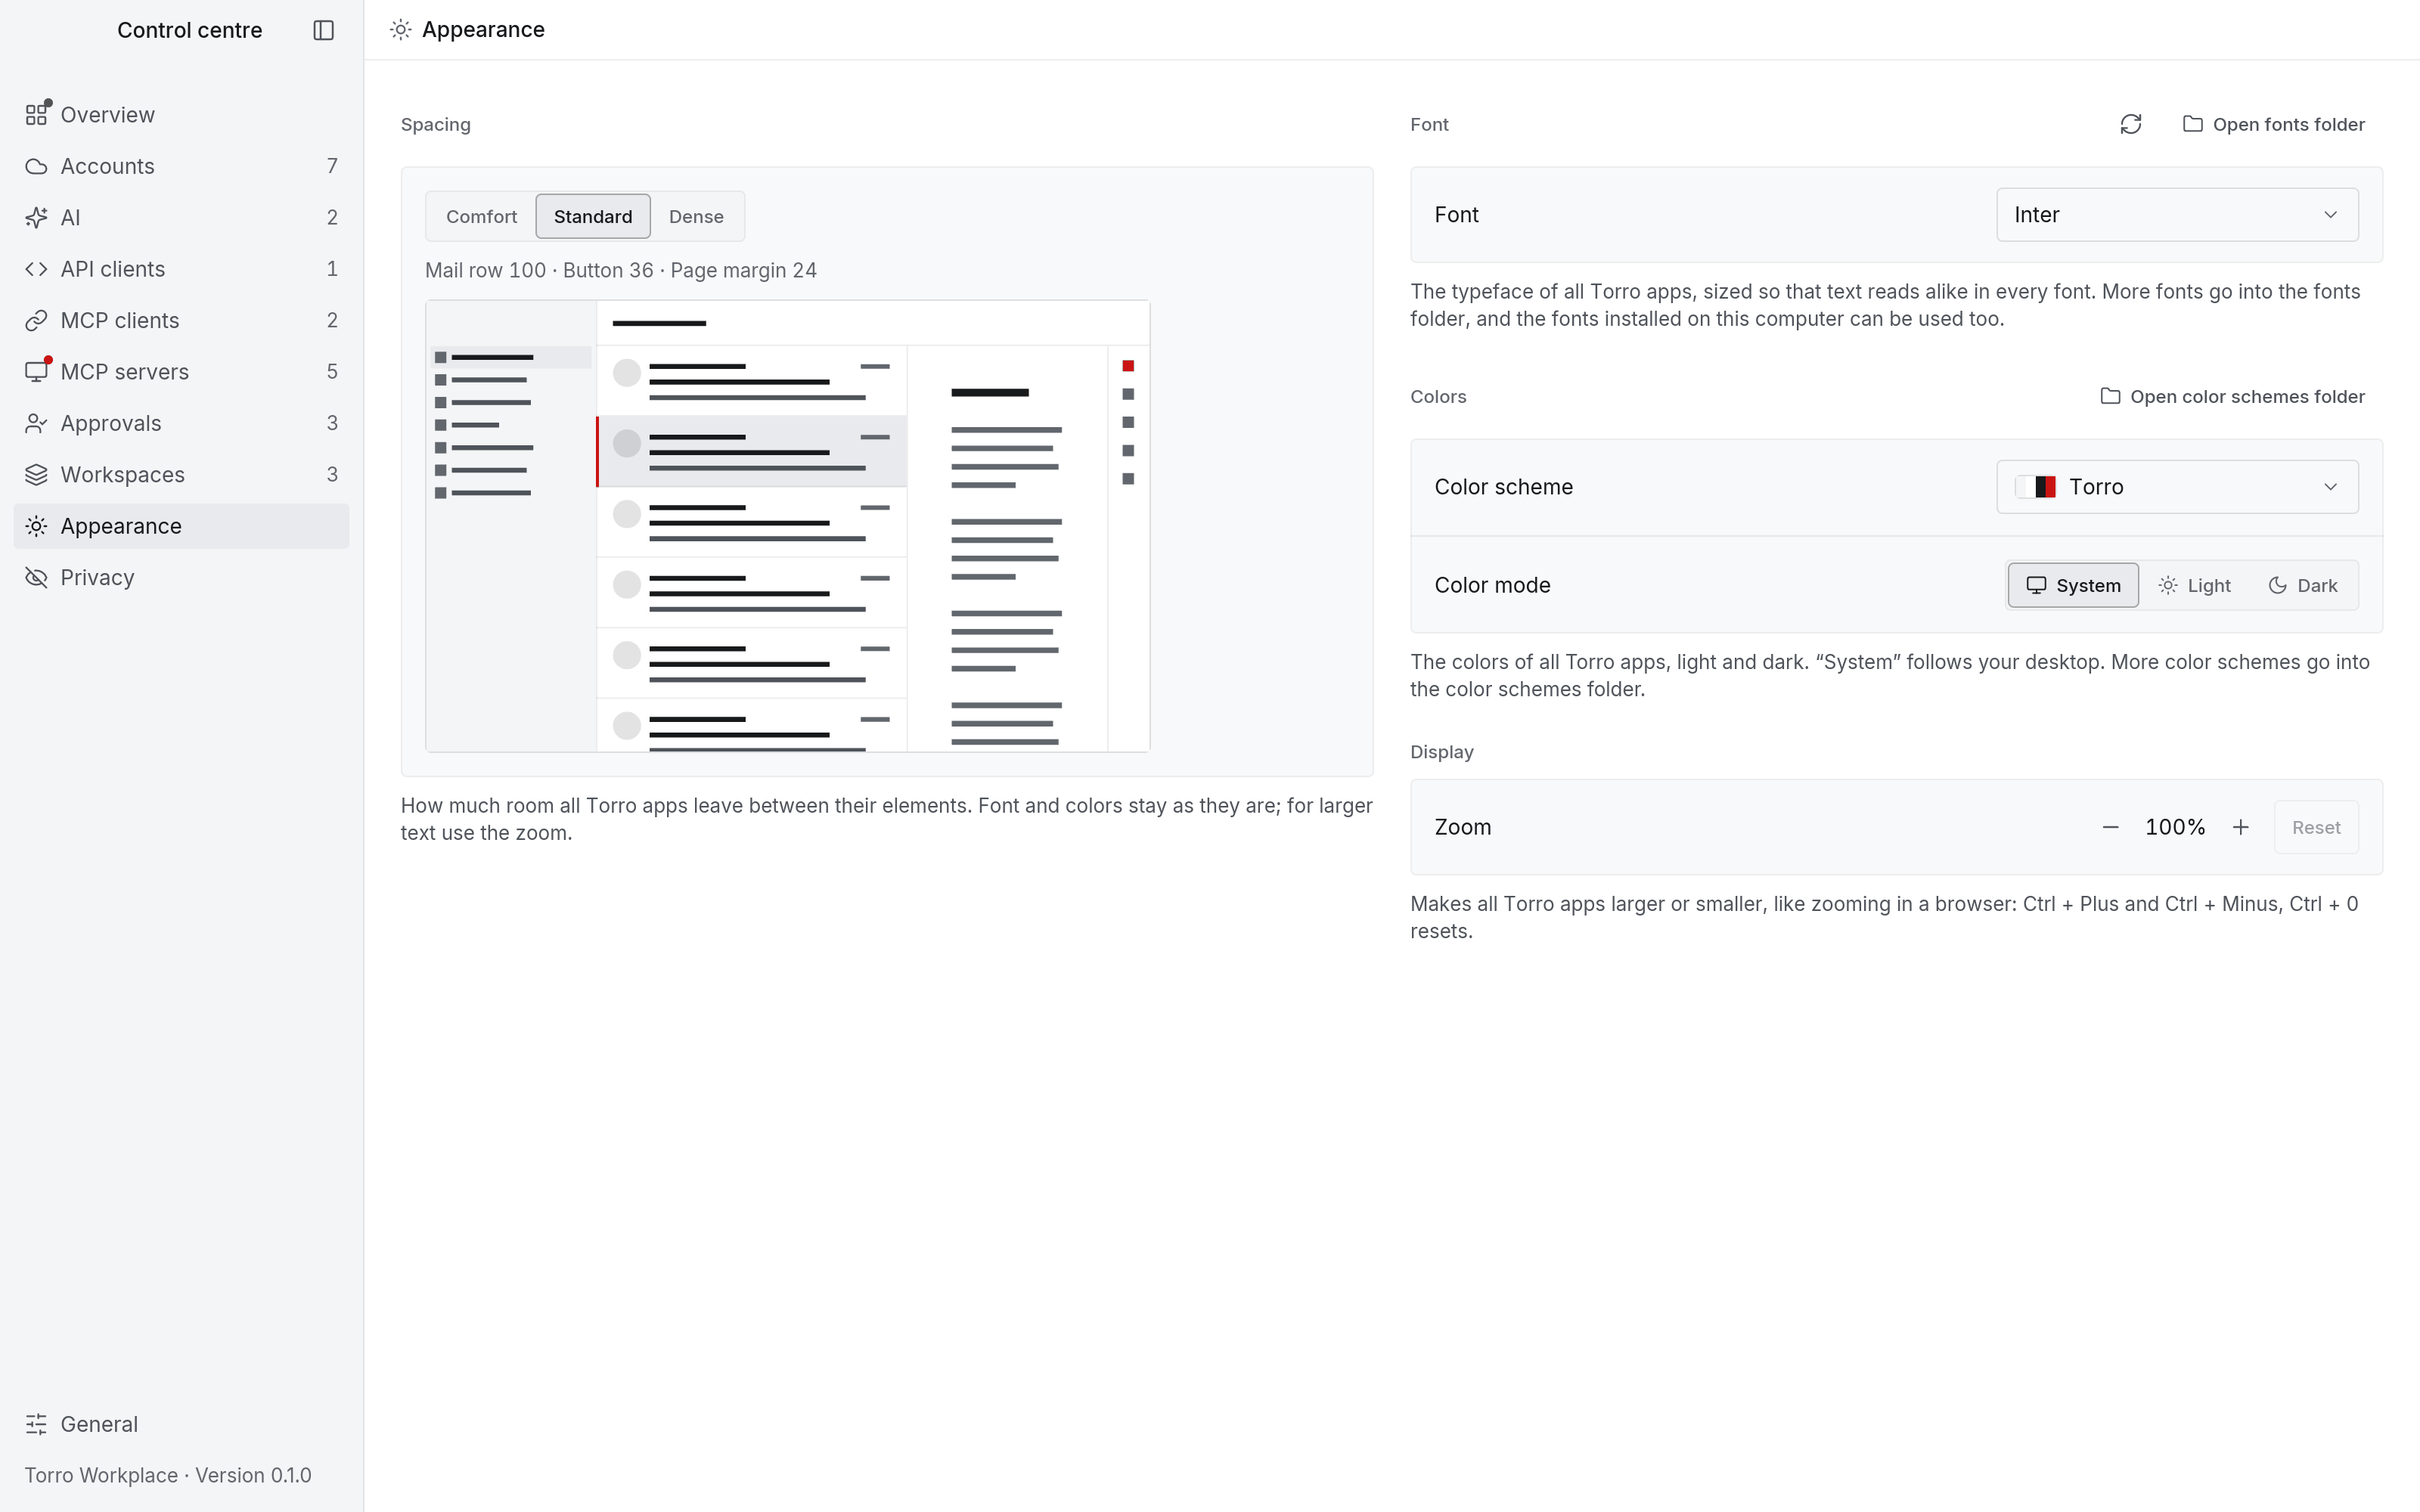 Control centre
Overview
Accounts 7
AI 2
API clients 1
MCP clients 2
MCP servers 5
Approvals 3
Workspaces 3
Appearance
Privacy
General
Torro Workplace · Version 0.1.0
Appearance
Spacing
Comfort Standard Dense
Mail row 100 · Button 36 · Page margin 24
How much room all Torro apps leave between their elements. Font and colors stay as they are; for larger
text use the zoom.
Font Open fonts folder
Font Inter
The typeface of all Torro apps, sized so that text reads alike in every font. More fonts go into the fonts
folder, and the fonts installed on this computer can be used too.
Colors Open color schemes folder
Color scheme Torro
Color mode System Light Dark
The colors of all Torro apps, light and dark. “System” follows your desktop. More color schemes go into
the color schemes folder.
Display
Zoom 100% Reset
Makes all Torro apps larger or smaller, like zooming in a browser: Ctrl + Plus and Ctrl + Minus, Ctrl + 0
resets.